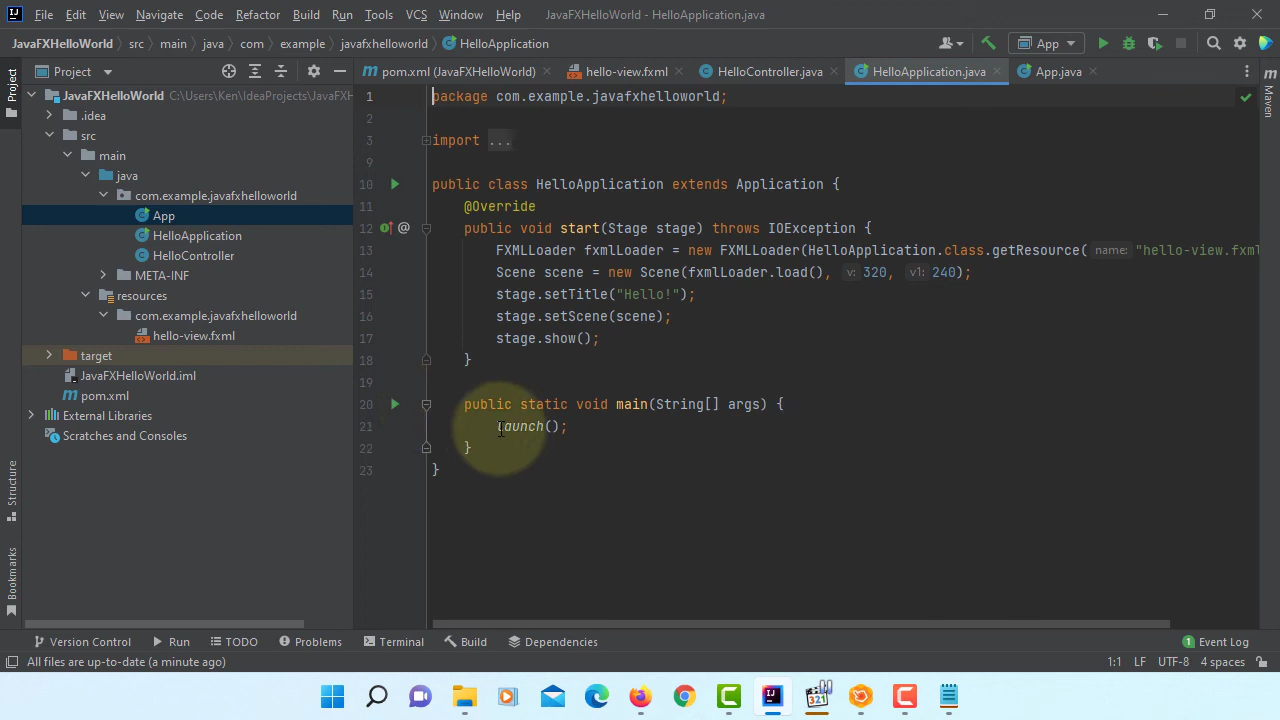 File Edit View Navigate Code Refactor Build Run Tools VCS Window Help JavaFXHelloWorld - HelloApplication.java
JavaFXHelloWorld src main java com example javafxhelloworld HelloApplication App
Project
pom.xml (JavaFXHelloWorld) hello-view.fxml HelloController.java HelloApplication.java App.java
Project
JavaFXHelloWorld C:\Users\Ken\IdeaProjects\JavaFXH
.idea
src
main
java
com.example.javafxhelloworld
App
HelloApplication
HelloController
META-INF
resources
com.example.javafxhelloworld
hello-view.fxml
target
JavaFXHelloWorld.iml
pom.xml
External Libraries
Scratches and Consoles
Structure
Bookmarks
1 package com.example.javafxhelloworld;
2
3 import ...
9
10 public class HelloApplication extends Application {
11 @Override
12 public void start(Stage stage) throws IOException {
13 FXMLLoader fxmlLoader = new FXMLLoader(HelloApplication.class.getResource( name: "hello-view.fxml
14 Scene scene = new Scene(fxmlLoader.load(), v: 320, v1: 240);
15 stage.setTitle("Hello!");
16 stage.setScene(scene);
17 stage.show();
18 }
19
20 public static void main(String[] args) {
21 launch();
22 }
23 }
Maven
Version Control Run TODO Problems Terminal Build Dependencies 1 Event Log
All files are up-to-date (a minute ago) 1:1 LF UTF-8 4 spaces
321